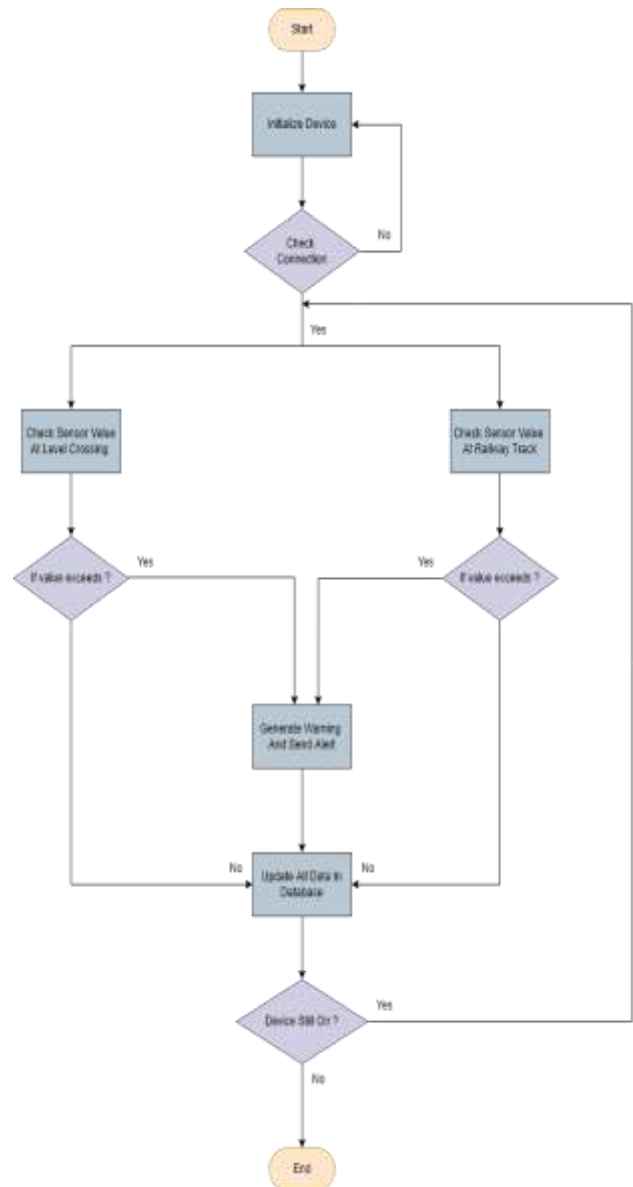 Start
Initialize Device
No
Check
Connection
Yes
Check Sensor Value
At Level Crossing
Check Sensor Value
At Railway Track
Yes
Yes
If value exceeds ?
If value exceeds ?
Generate Warning
And Send Alert
No
No
Update All Data in
Database
Device Still On ?
Yes
No
End